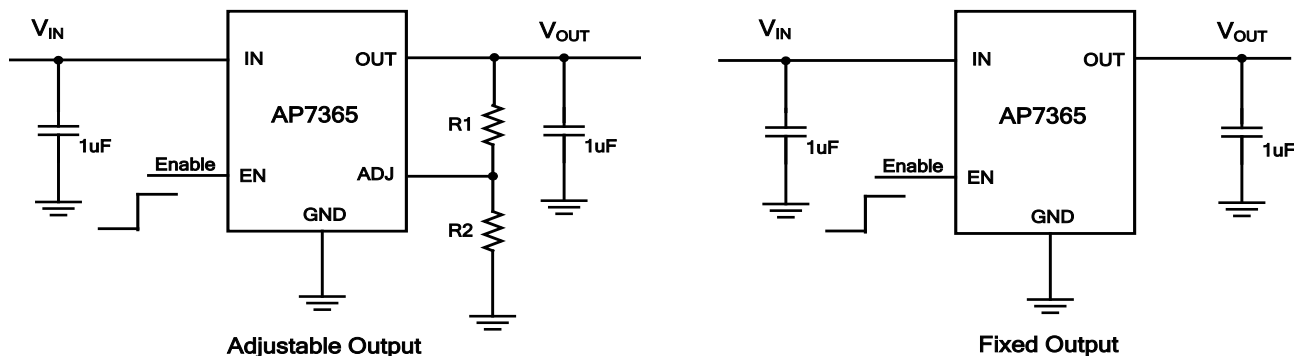 VIN
IN
OUT
VOUT
AP7365
R1
1uF
1uF
Enable
EN
ADJ
GND
R2
Adjustable Output
VIN
IN
OUT
VOUT
AP7365
1uF
1uF
Enable
EN
GND
Fixed Output